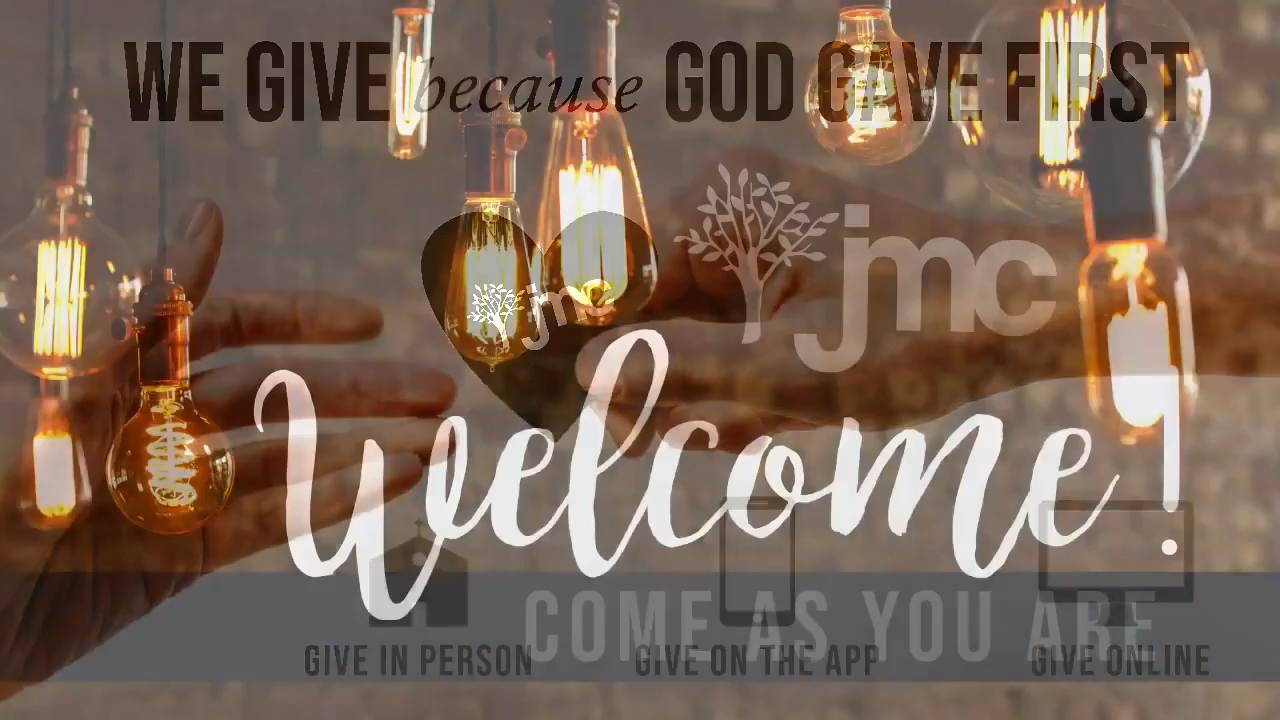 WE GIVE because GOD GAVE FIRST
jmc
jmc
Welcome!
COME AS YOU ARE
GIVE IN PERSON GIVE ON THE APP GIVE ONLINE